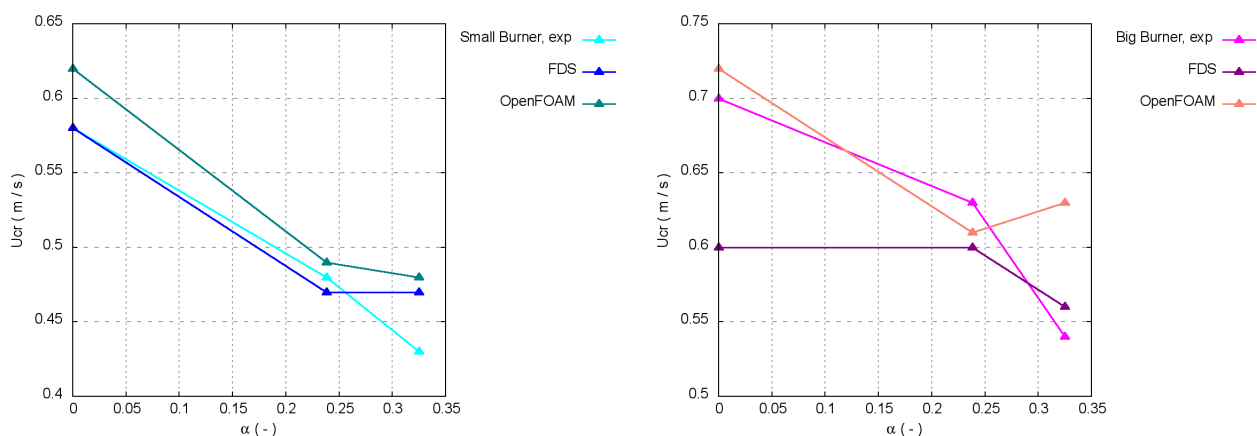 0.65
0.6
0.55
0.5
0.45
0.4
Ucr ( m / s )
0
0.05
0.1
0.15
0.2
0.25
0.3
0.35
α ( - )
Small Burner, exp
FDS
OpenFOAM
0.75
0.7
0.65
0.6
0.55
0.5
Ucr ( m / s )
0
0.05
0.1
0.15
0.2
0.25
0.3
0.35
α ( - )
Big Burner, exp
FDS
OpenFOAM